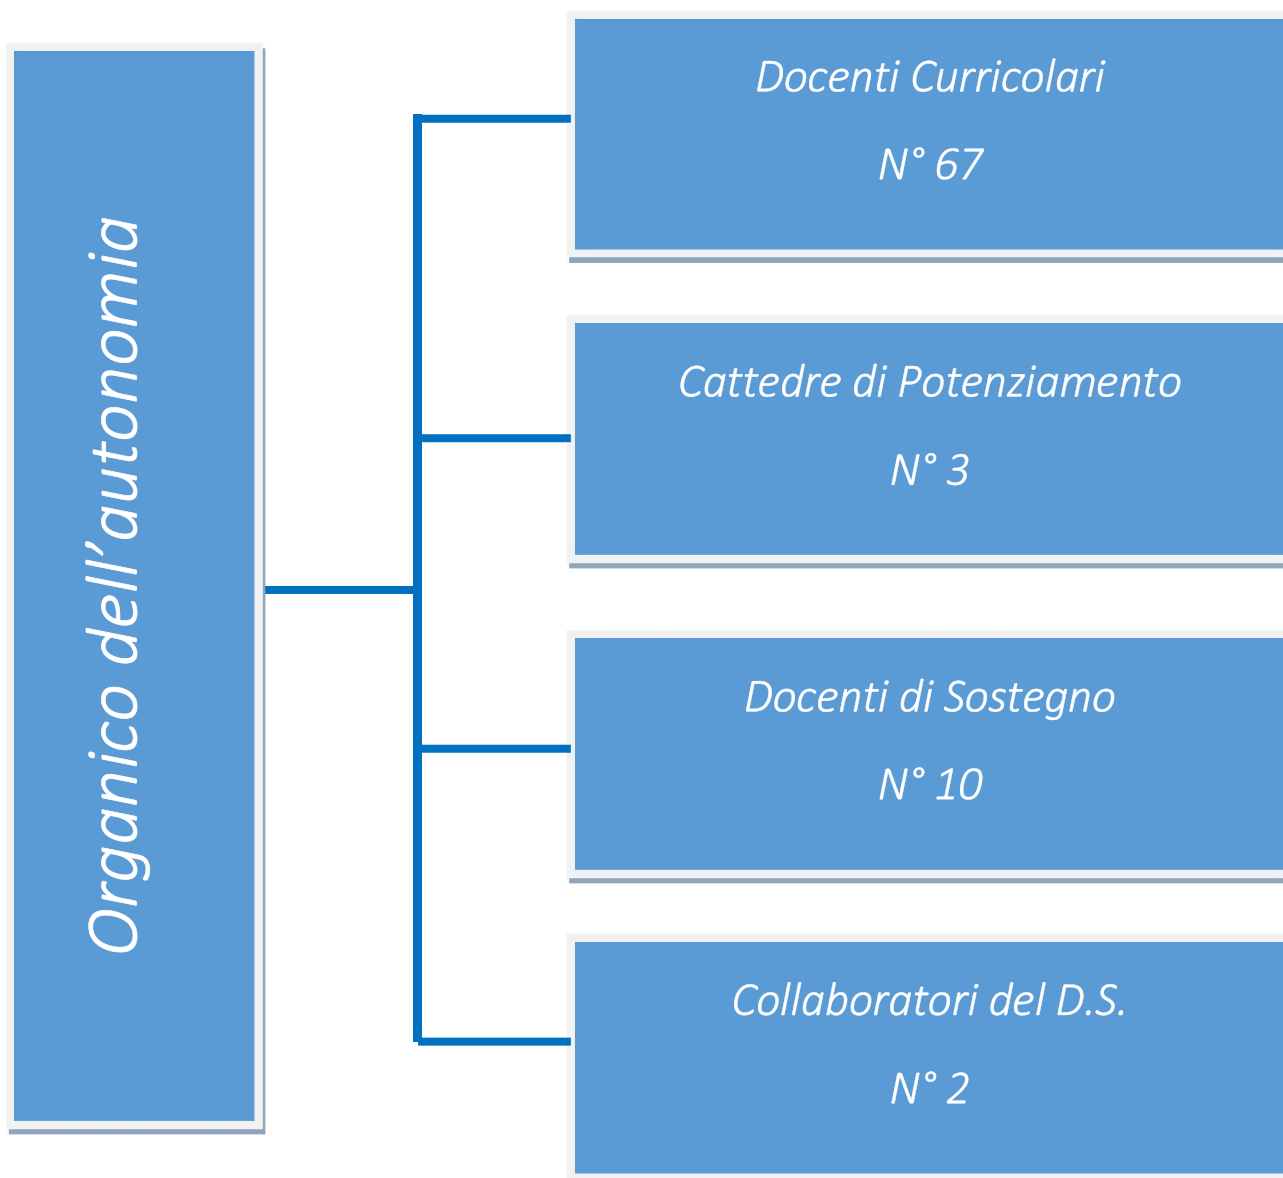 Organico dell'autonomia
Docenti Curricolari
N° 67
Cattedre di Potenziamento
N° 3
Docenti di Sostegno
N° 10
Collaboratori del D.S.
N° 2